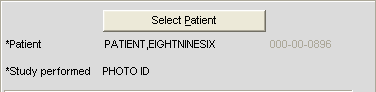 Select Patient
*Patient PATIENT,EIGHTNINESIX 000-00-0896
*Study performed PHOTO ID